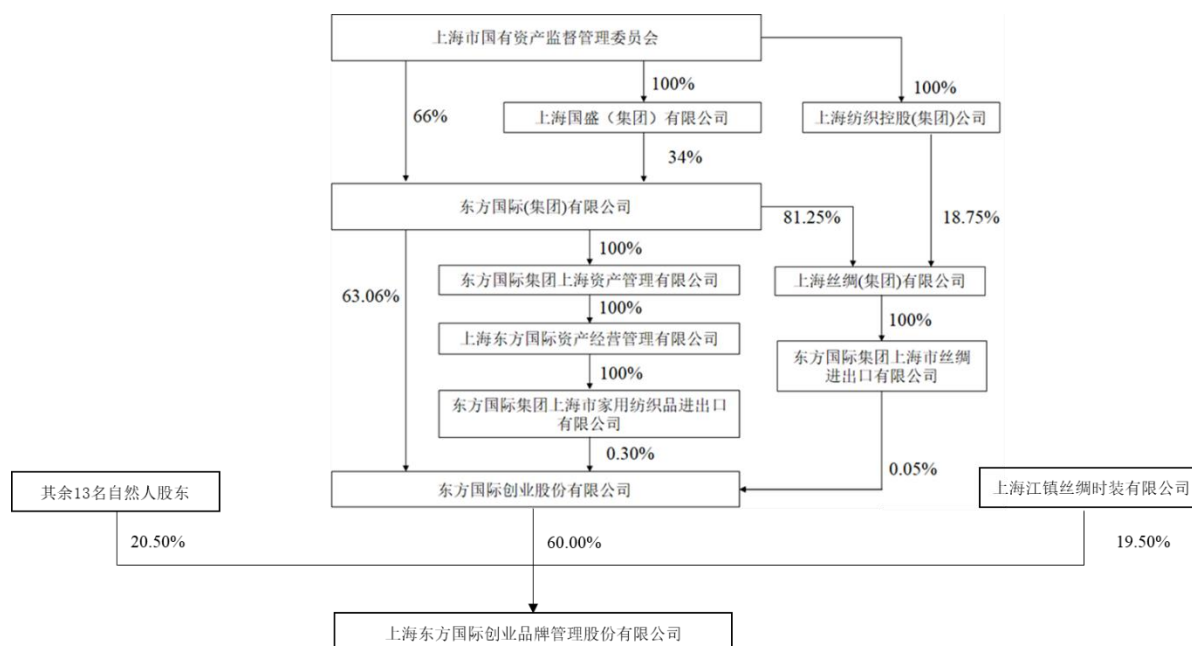 上海市国有资产监督管理委员会
100%
100%
66%
上海国盛（集团）有限公司
上海纺织控股(集团)公司
34%
东方国际(集团)有限公司
81.25%
18.75%
100%
东方国际集团上海资产管理有限公司
上海丝绸(集团)有限公司
63.06%
100%
100%
上海东方国际资产经营管理有限公司
东方国际集团上海市丝绸
进出口有限公司
100%
东方国际集团上海市家用纺织品进出口
有限公司
0.30%
0.05%
其余13名自然人股东
东方国际创业股份有限公司
上海江镇丝绸时装有限公司
20.50%
60.00%
19.50%
上海东方国际创业品牌管理股份有限公司